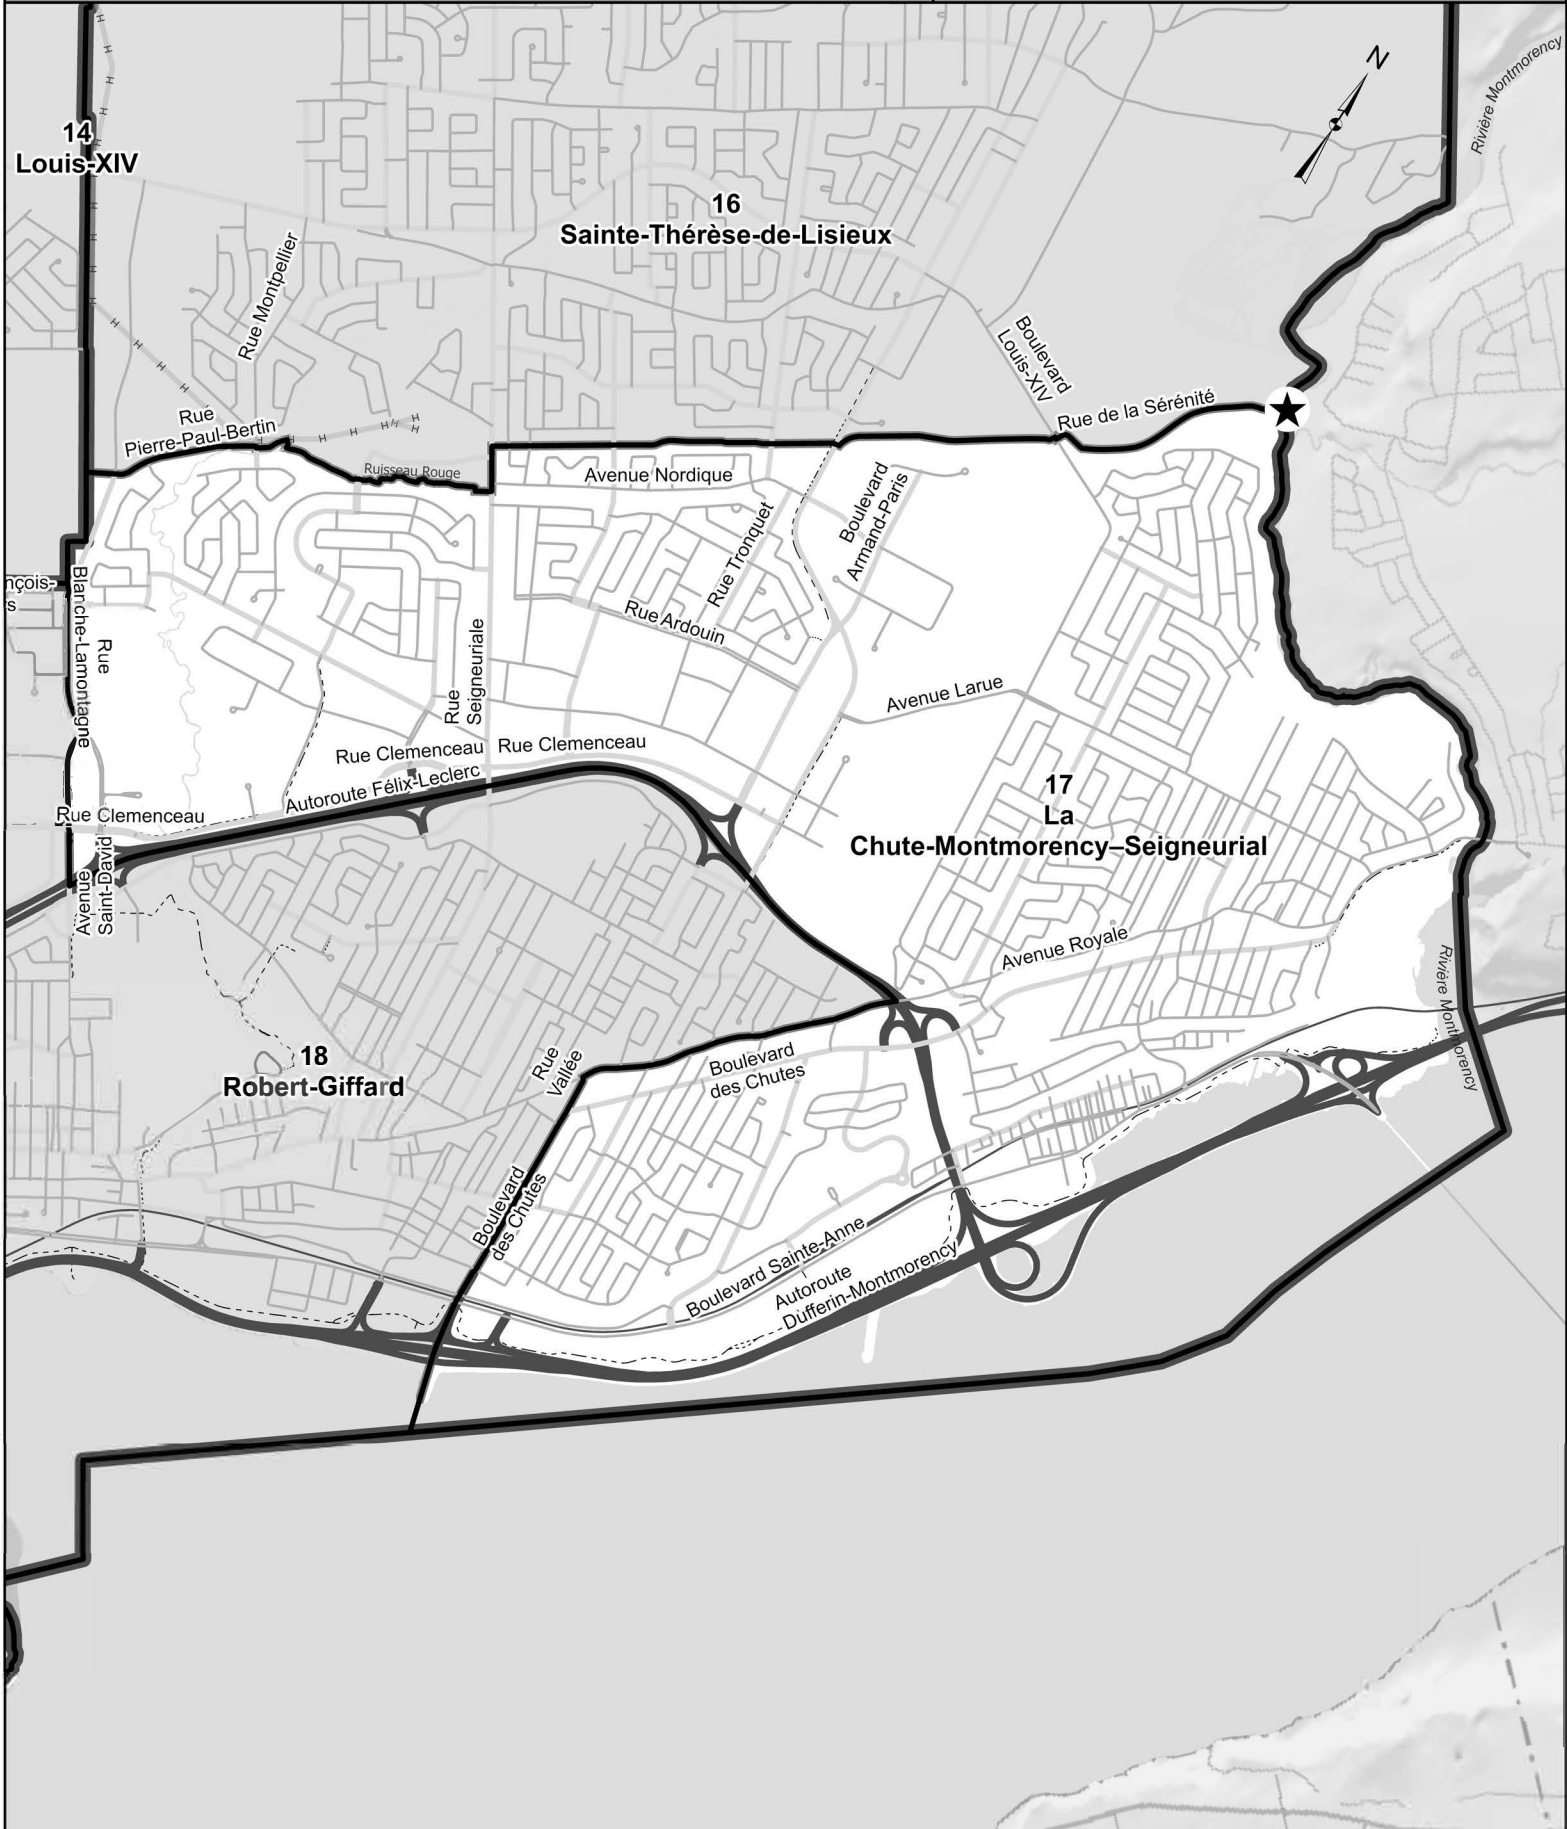 N
Rivière Montmorency
14
Louis-XIV
16
Sainte-Thérèse-de-Lisieux
Rue Montpellier
Boulevard
Louis-XIV
Rue de la Sérénité
Rue
Pierre-Paul-Bertin
Ruisseau Rouge
Avenue Nordique
Boulevard
Armand-Paris
Rue Tronquet
Rue Ardouin
nçois-
rs
Rue
Blanche-Lamontagne
Rue
Seigneuriale
Avenue Larue
Rue Clemenceau
Rue Clemenceau
Autoroute Félix-Leclerc
Rue Clemenceau
17
La
Chute-Montmorency–Seigneurial
Avenue
Saint-David
Avenue Royale
Rivière Montmorency
18
Robert-Giffard
Rue
Vallée
Boulevard
des Chutes
Boulevard
des Chutes
Boulevard Sainte-Anne
Autoroute
Dufferin-Montmorency
H H H H H H H H H H H H H H H H H H